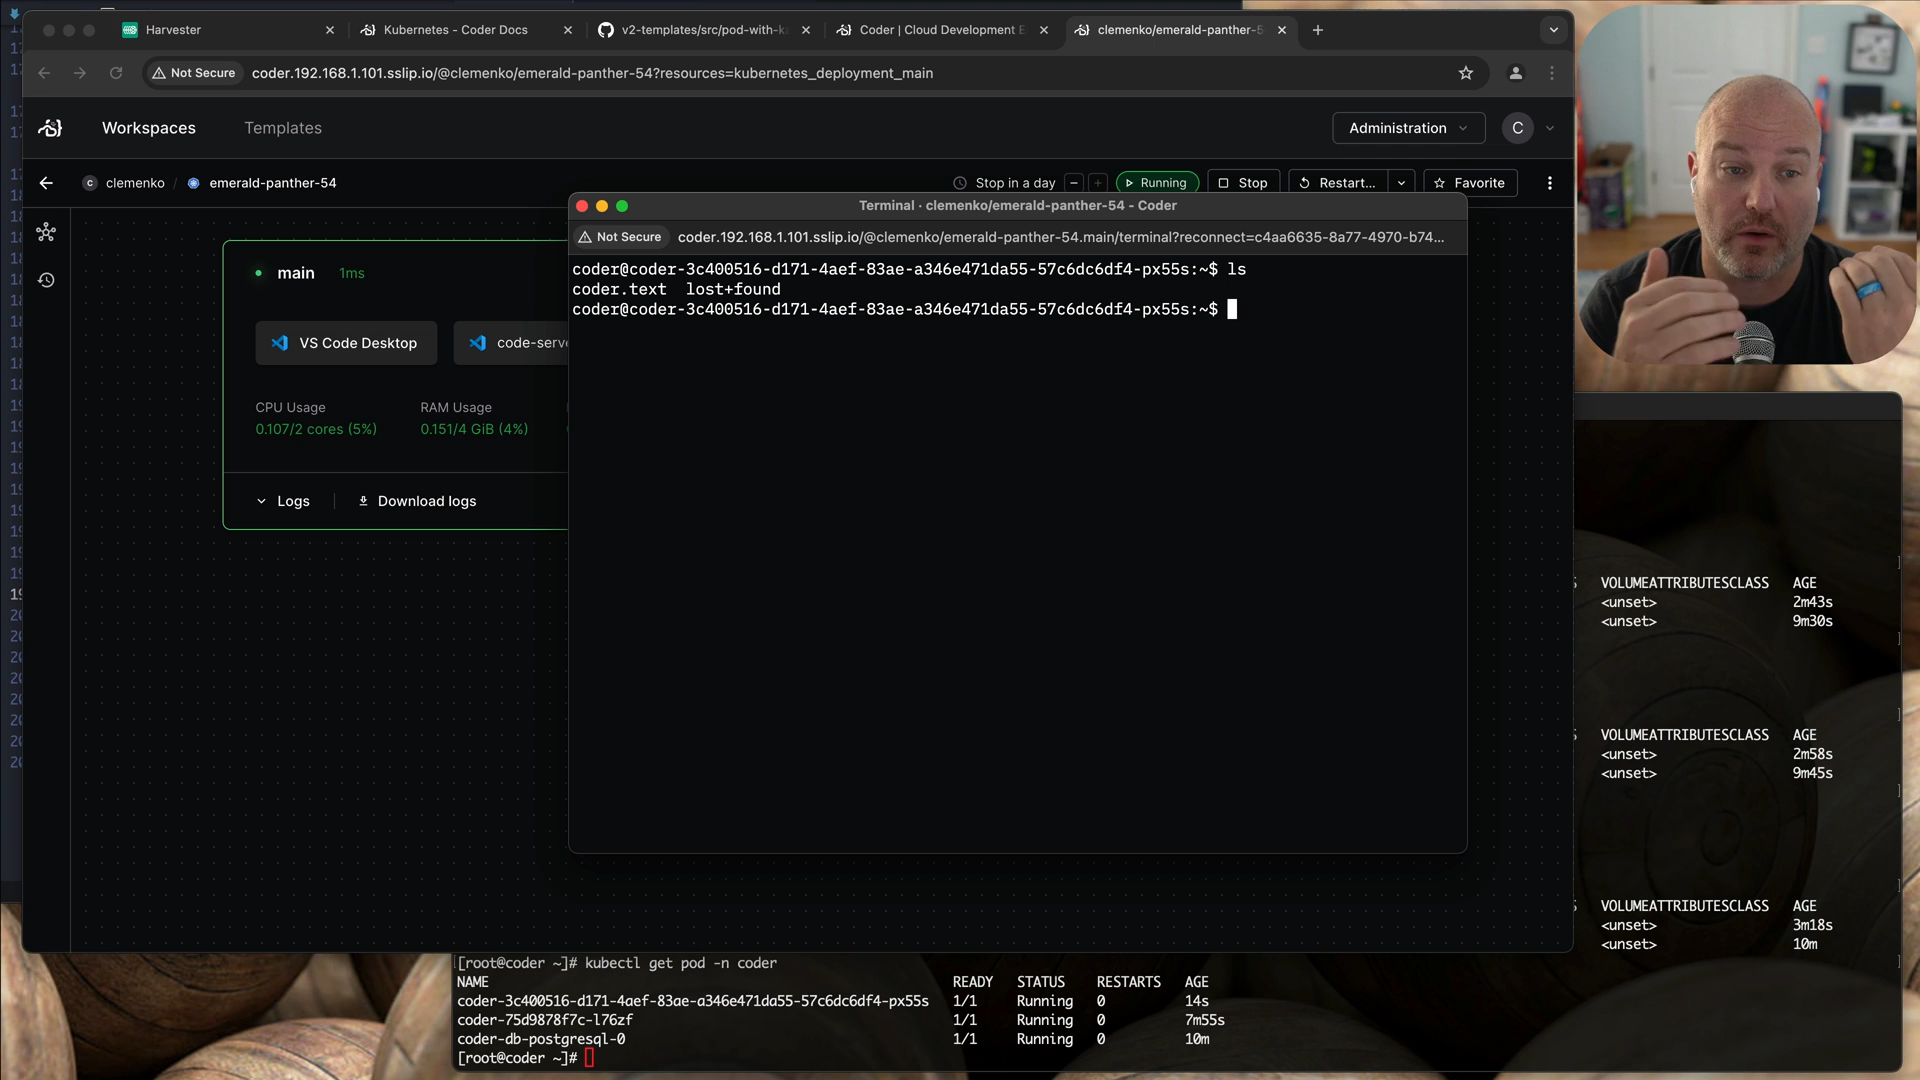 Harvester
Kubernetes - Coder Docs
v2-templates/src/pod-with-k
Coder | Cloud Development E
clemenko/emerald-panther-5
Not Secure
coder.192.168.1.101.sslip.io/@clemenko/emerald-panther-54?resources=kubernetes_deployment_main
Workspaces
Templates
Administration
C
C
clemenko
/
emerald-panther-54
Stop in a day
Running
Stop
Restart...
Favorite
Terminal · clemenko/emerald-panther-54 - Coder
Not Secure
coder.192.168.1.101.sslip.io/@clemenko/emerald-panther-54.main/terminal?reconnect=c4aa6635-8a77-4970-b74...
coder@coder-3c400516-d171-4aef-83ae-a346e471da55-57c6dc6df4-px55s:~$ ls
coder.text lost+found
coder@coder-3c400516-d171-4aef-83ae-a346e471da55-57c6dc6df4-px55s:~$
main
1ms
VS Code Desktop
code-serv
CPU Usage
RAM Usage
0.107/2 cores (5%)
0.151/4 GiB (4%)
Logs
Download logs
VOLUMEATTRIBUTESCLASS AGE
<unset> 2m43s
<unset> 9m30s
VOLUMEATTRIBUTESCLASS AGE
<unset> 2m58s
<unset> 9m45s
VOLUMEATTRIBUTESCLASS AGE
<unset> 3m18s
<unset> 10m
[root@coder ~]# kubectl get pod -n coder
NAME READY STATUS RESTARTS AGE
coder-3c400516-d171-4aef-83ae-a346e471da55-57c6dc6df4-px55s 1/1 Running 0 14s
coder-75d9878f7c-l76zf 1/1 Running 0 7m55s
coder-db-postgresql-0 1/1 Running 0 10m
[root@coder ~]#